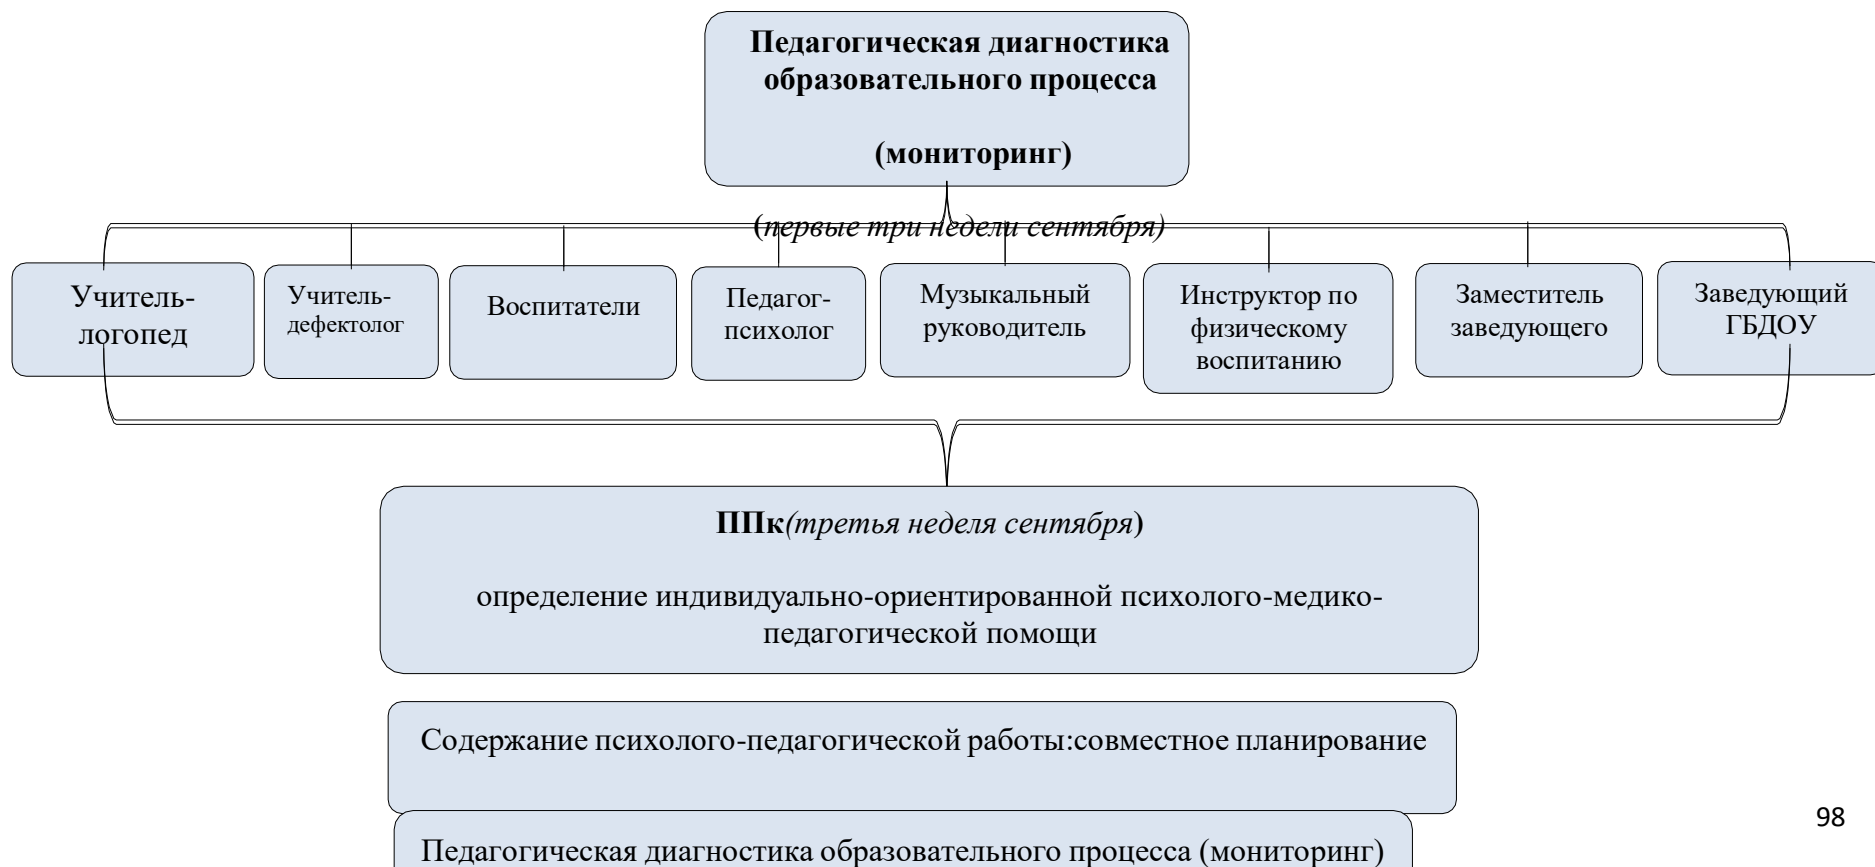 Педагогическая диагностика
образовательного процесса
(мониторинг)
(первые три недели сентября)
Учитель-
логопед
Учитель-
дефектолог
Воспитатели
Педагог-
психолог
Музыкальный
руководитель
Инструктор по
физическому
воспитанию
Заместитель
заведующего
Заведующий
ГБДОУ
ППк(третья неделя сентября)
определение индивидуально-ориентированной психолого-медико-
педагогической помощи
Содержание психолого-педагогической работы:совместное планирование
98
Педагогическая диагностика образовательного процесса (мониторинг)